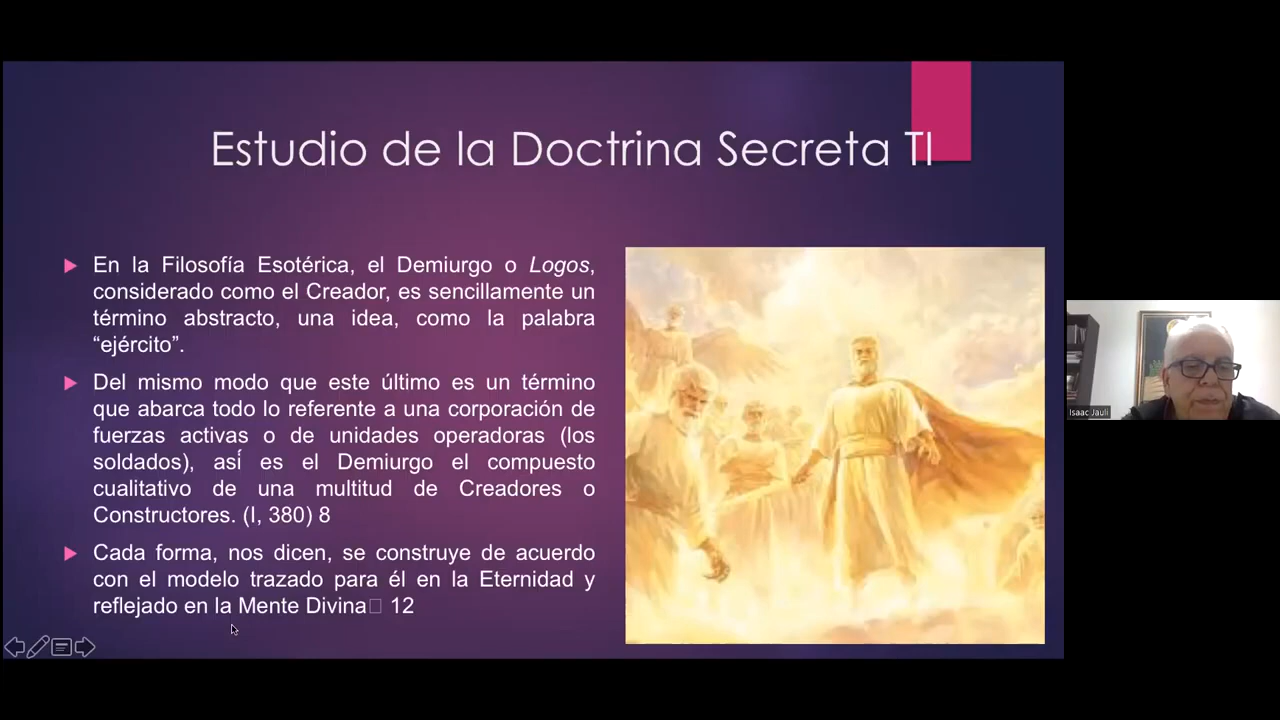 Estudio de la Doctrina Secreta TI
En la Filosofía Esotérica, el Demiurgo o Logos,
considerado como el Creador, es sencillamente un
término abstracto, una idea, como la palabra
“ejército”.
Del mismo modo que este último es un término
que abarca todo lo referente a una corporación de
fuerzas activas o de unidades operadoras (los
soldados), así es el Demiurgo el compuesto
cualitativo de una multitud de Creadores o
Constructores. (I, 380) 8
Cada forma, nos dicen, se construye de acuerdo
con el modelo trazado para él en la Eternidad y
reflejado en la Mente Divina 12
Isaac Jauli